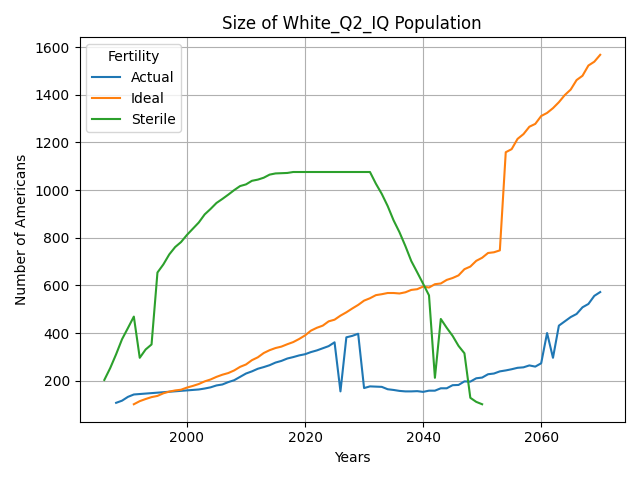 Size of White_Q2_IQ Population
Fertility
Actual
Ideal
Sterile
Number of Americans
1600
1400
1200
1000
800
600
400
200
2000
2020
2040
2060
Years